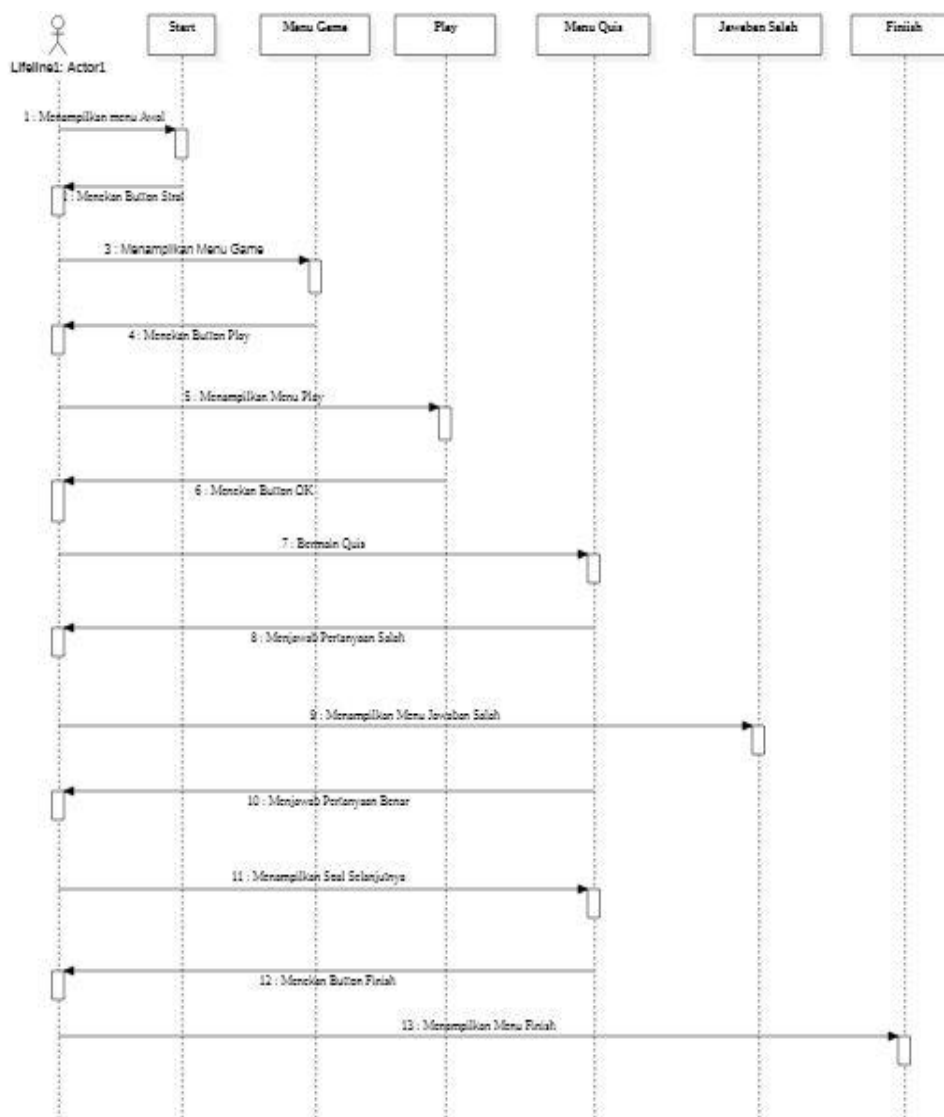 Start
Menu Game
Play
Menu Quis
Jawaban Salah
Finish
Lifeline1: Actor1
1 : Menampilkan menu Awal
2 : Menekan Button Strat
3 : Menampilkan Menu Game
4 : Menekan Button Play
5 : Menampilkan Menu Play
6 : Menekan Button OK
7 : Bermain Quis
8 : Menjawab Pertanyaan Salah
9 : Menampilkan Menu Jawaban Salah
10 : Menjawab Pertanyaan Benar
11 : Menampilkan Soal Selanjutnya
12 : Menekan Button Finish
13 : Menampilkan Menu Finish